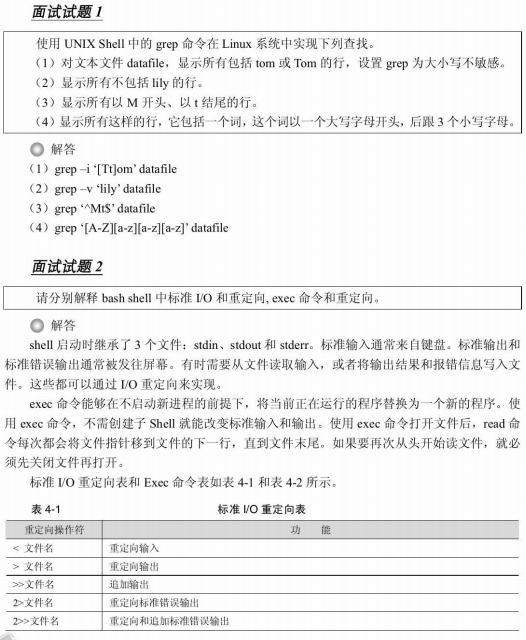 面试试题 1
使用 UNIX Shell 中的 grep 命令在 Linux 系统中实现下列查找。
（1）对文本文件 datafile，显示所有包括 tom 或 Tom 的行，设置 grep 为大小写不敏感。
（2）显示所有不包括 lily 的行。
（3）显示所有以 M 开头、以 t 结尾的行。
（4）显示所有这样的行，它包括一个词，这个词以一个大写字母开头，后跟 3 个小写字母。
解答
（1）grep –i ‘[Tt]om’ datafile
（2）grep –v ‘lily’ datafile
（3）grep ‘^Mt$’ datafile
（4）grep ‘[A-Z][a-z][a-z][a-z]’ datafile
面试试题 2
请分别解释 bash shell 中标准 I/O 和重定向, exec 命令和重定向。
解答
shell 启动时继承了 3 个文件：stdin、stdout 和 stderr。标准输入通常来自键盘。标准输出和
标准错误输出通常被发往屏幕。有时需要从文件读取输入，或者将输出结果和报错信息写入文
件。这些都可以通过 I/O 重定向来实现。
exec 命令能够在不启动新进程的前提下，将当前正在运行的程序替换为一个新的程序。使
用 exec 命令，不需创建子 Shell 就能改变标准输入和输出。使用 exec 命令打开文件后，read 命
令每次都会将文件指针移到文件的下一行，直到文件末尾。如果要再次从头开始读文件，就必
须先关闭文件再打开。
标准 I/O 重定向表和 Exec 命令表如表 4-1 和表 4-2 所示。
表 4-1 标准 I/O 重定向表
重定向操作符 功 能
< 文件名 重定向输入
> 文件名 重定向输出
>>文件名 追加输出
2>文件名 重定向标准错误输出
2>>文件名 重定向和追加标准错误输出